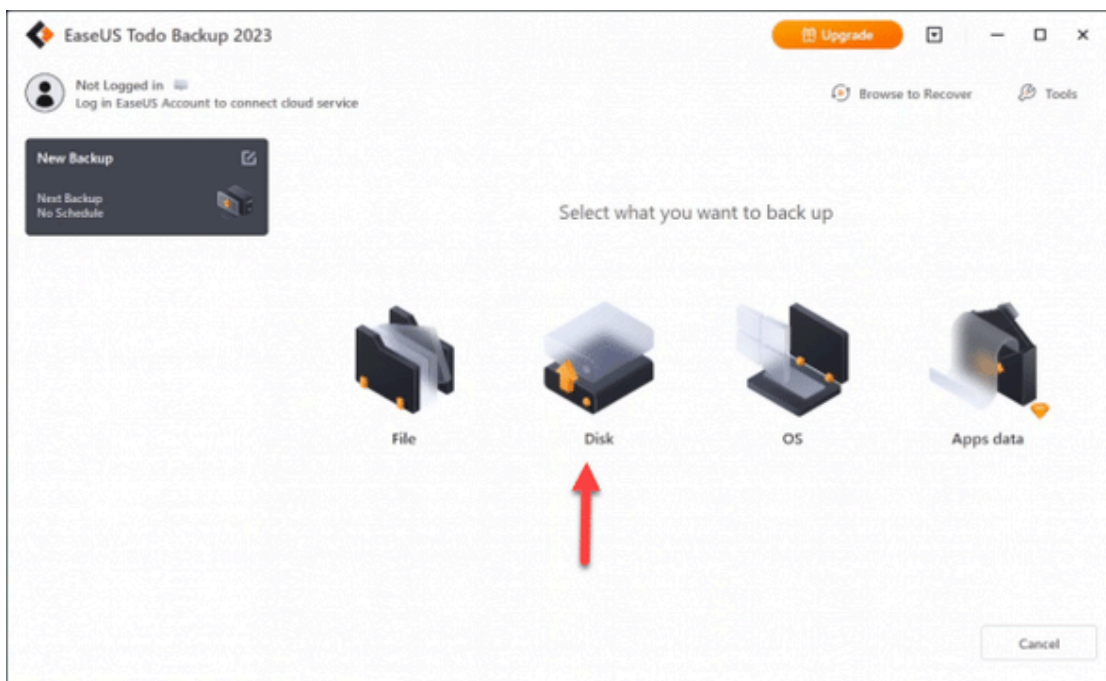 EaseUS Todo Backup 2023
Upgrade
Not Logged in
Log in EaseUS Account to connect cloud service
Browse to Recover
Tools
New Backup
Next Backup
No Schedule
Select what you want to back up
File
Disk
OS
Apps data
Cancel